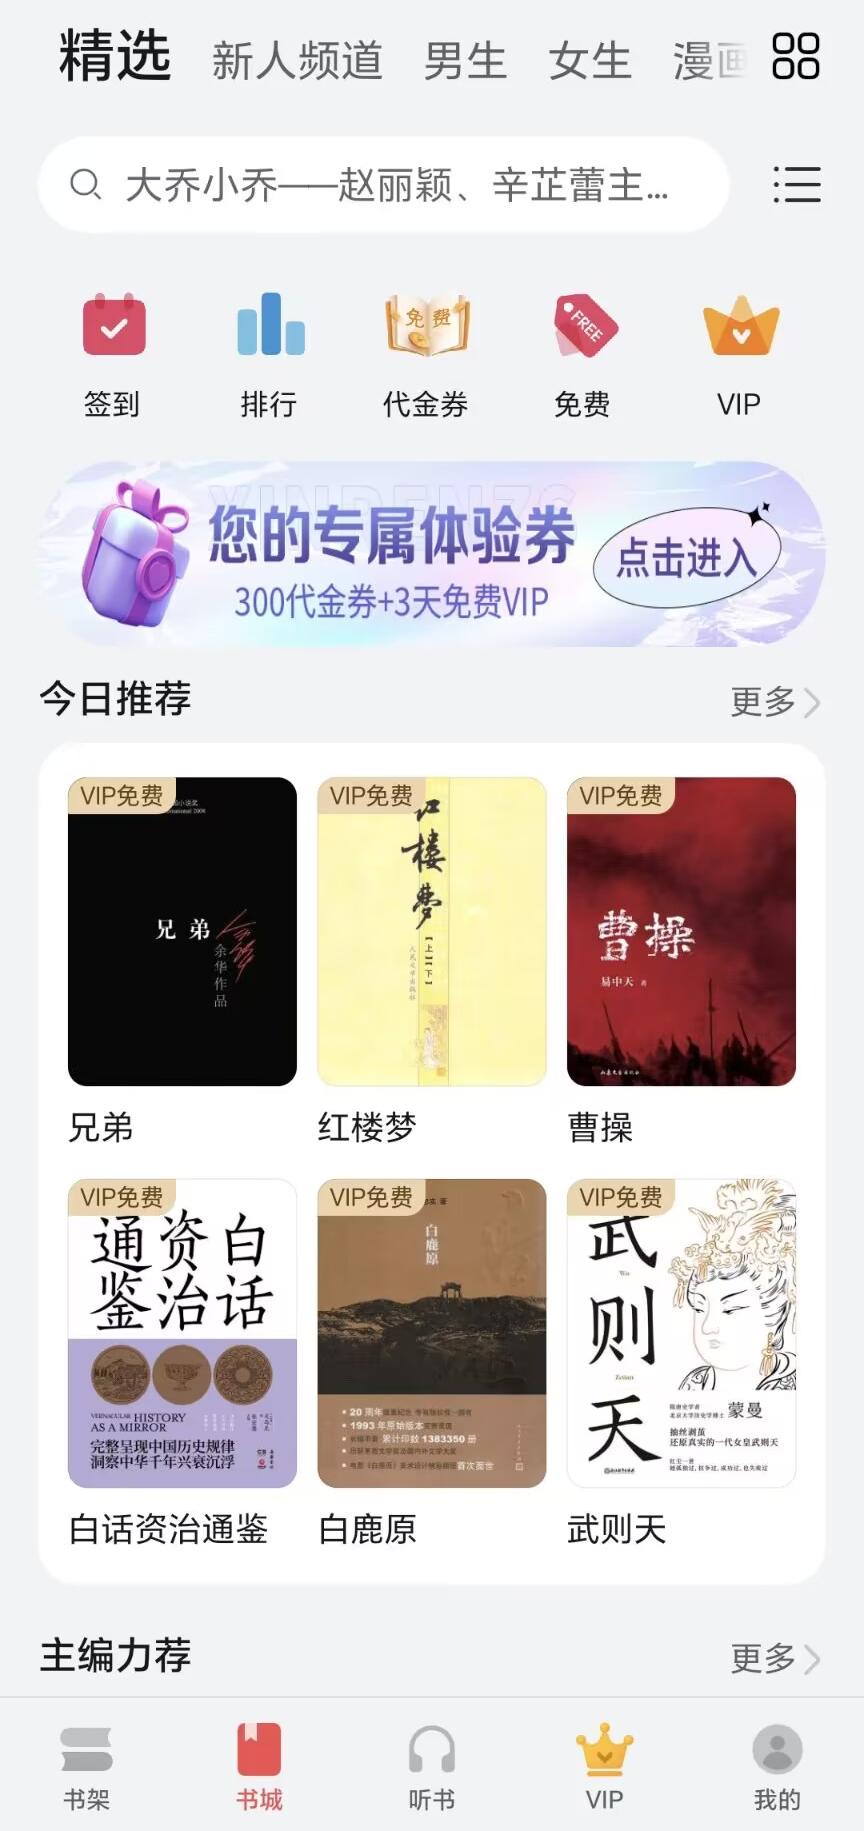 精选 新人频道 男生 女生 漫画
大乔小乔——赵丽颖、辛芷蕾主...
免费
FREE
签到 排行 代金券 免费 VIP
您的专属体验券
300代金券+3天免费VIP
点击进入
今日推荐 更多
VIP免费
兄弟
余华作品
VIP免费
红楼梦
【上】【下】
人民文学出版社
VIP免费
曹操
易中天 著
兄弟 红楼梦 曹操
VIP免费
白话
资治
通鉴
VERNACULAR HISTORY
AS A MIRROR
完整呈现中国历史规律
洞察中华千年兴衰沉浮
VIP免费
白鹿原
20 周年
1993 年原始版本
累计印数 1383350 册
首次面世
VIP免费
武则天
Wu
Zetian
蒙曼
抽丝剥茧
还原真实的一代女皇武则天
白话资治通鉴 白鹿原 武则天
主编力荐 更多
书架 书城 听书 VIP 我的